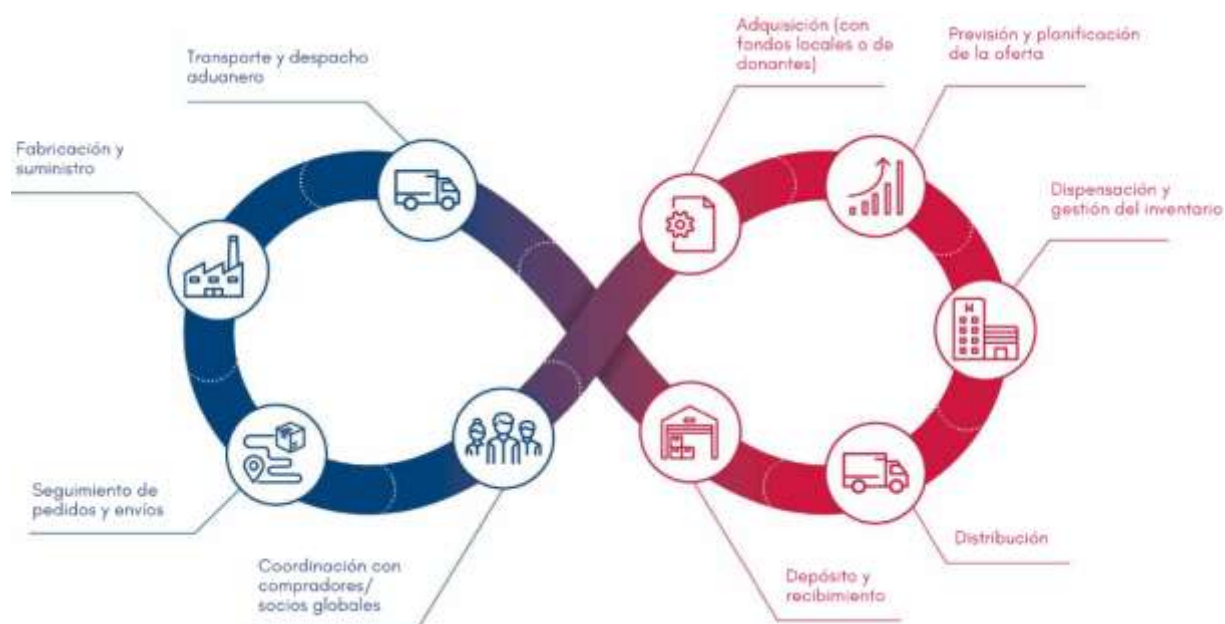 Adquisición (con
fondos locales o de
donantes)
Previsión y planificación
de la oferta
Transporte y despacho
aduanero
Fabricación y
suministro
Dispensación y
gestión del inventario
H
Seguimiento de
pedidos y envíos
Coordinación con
compradores/
socios globales
Distribución
Depósito y
recibimiento